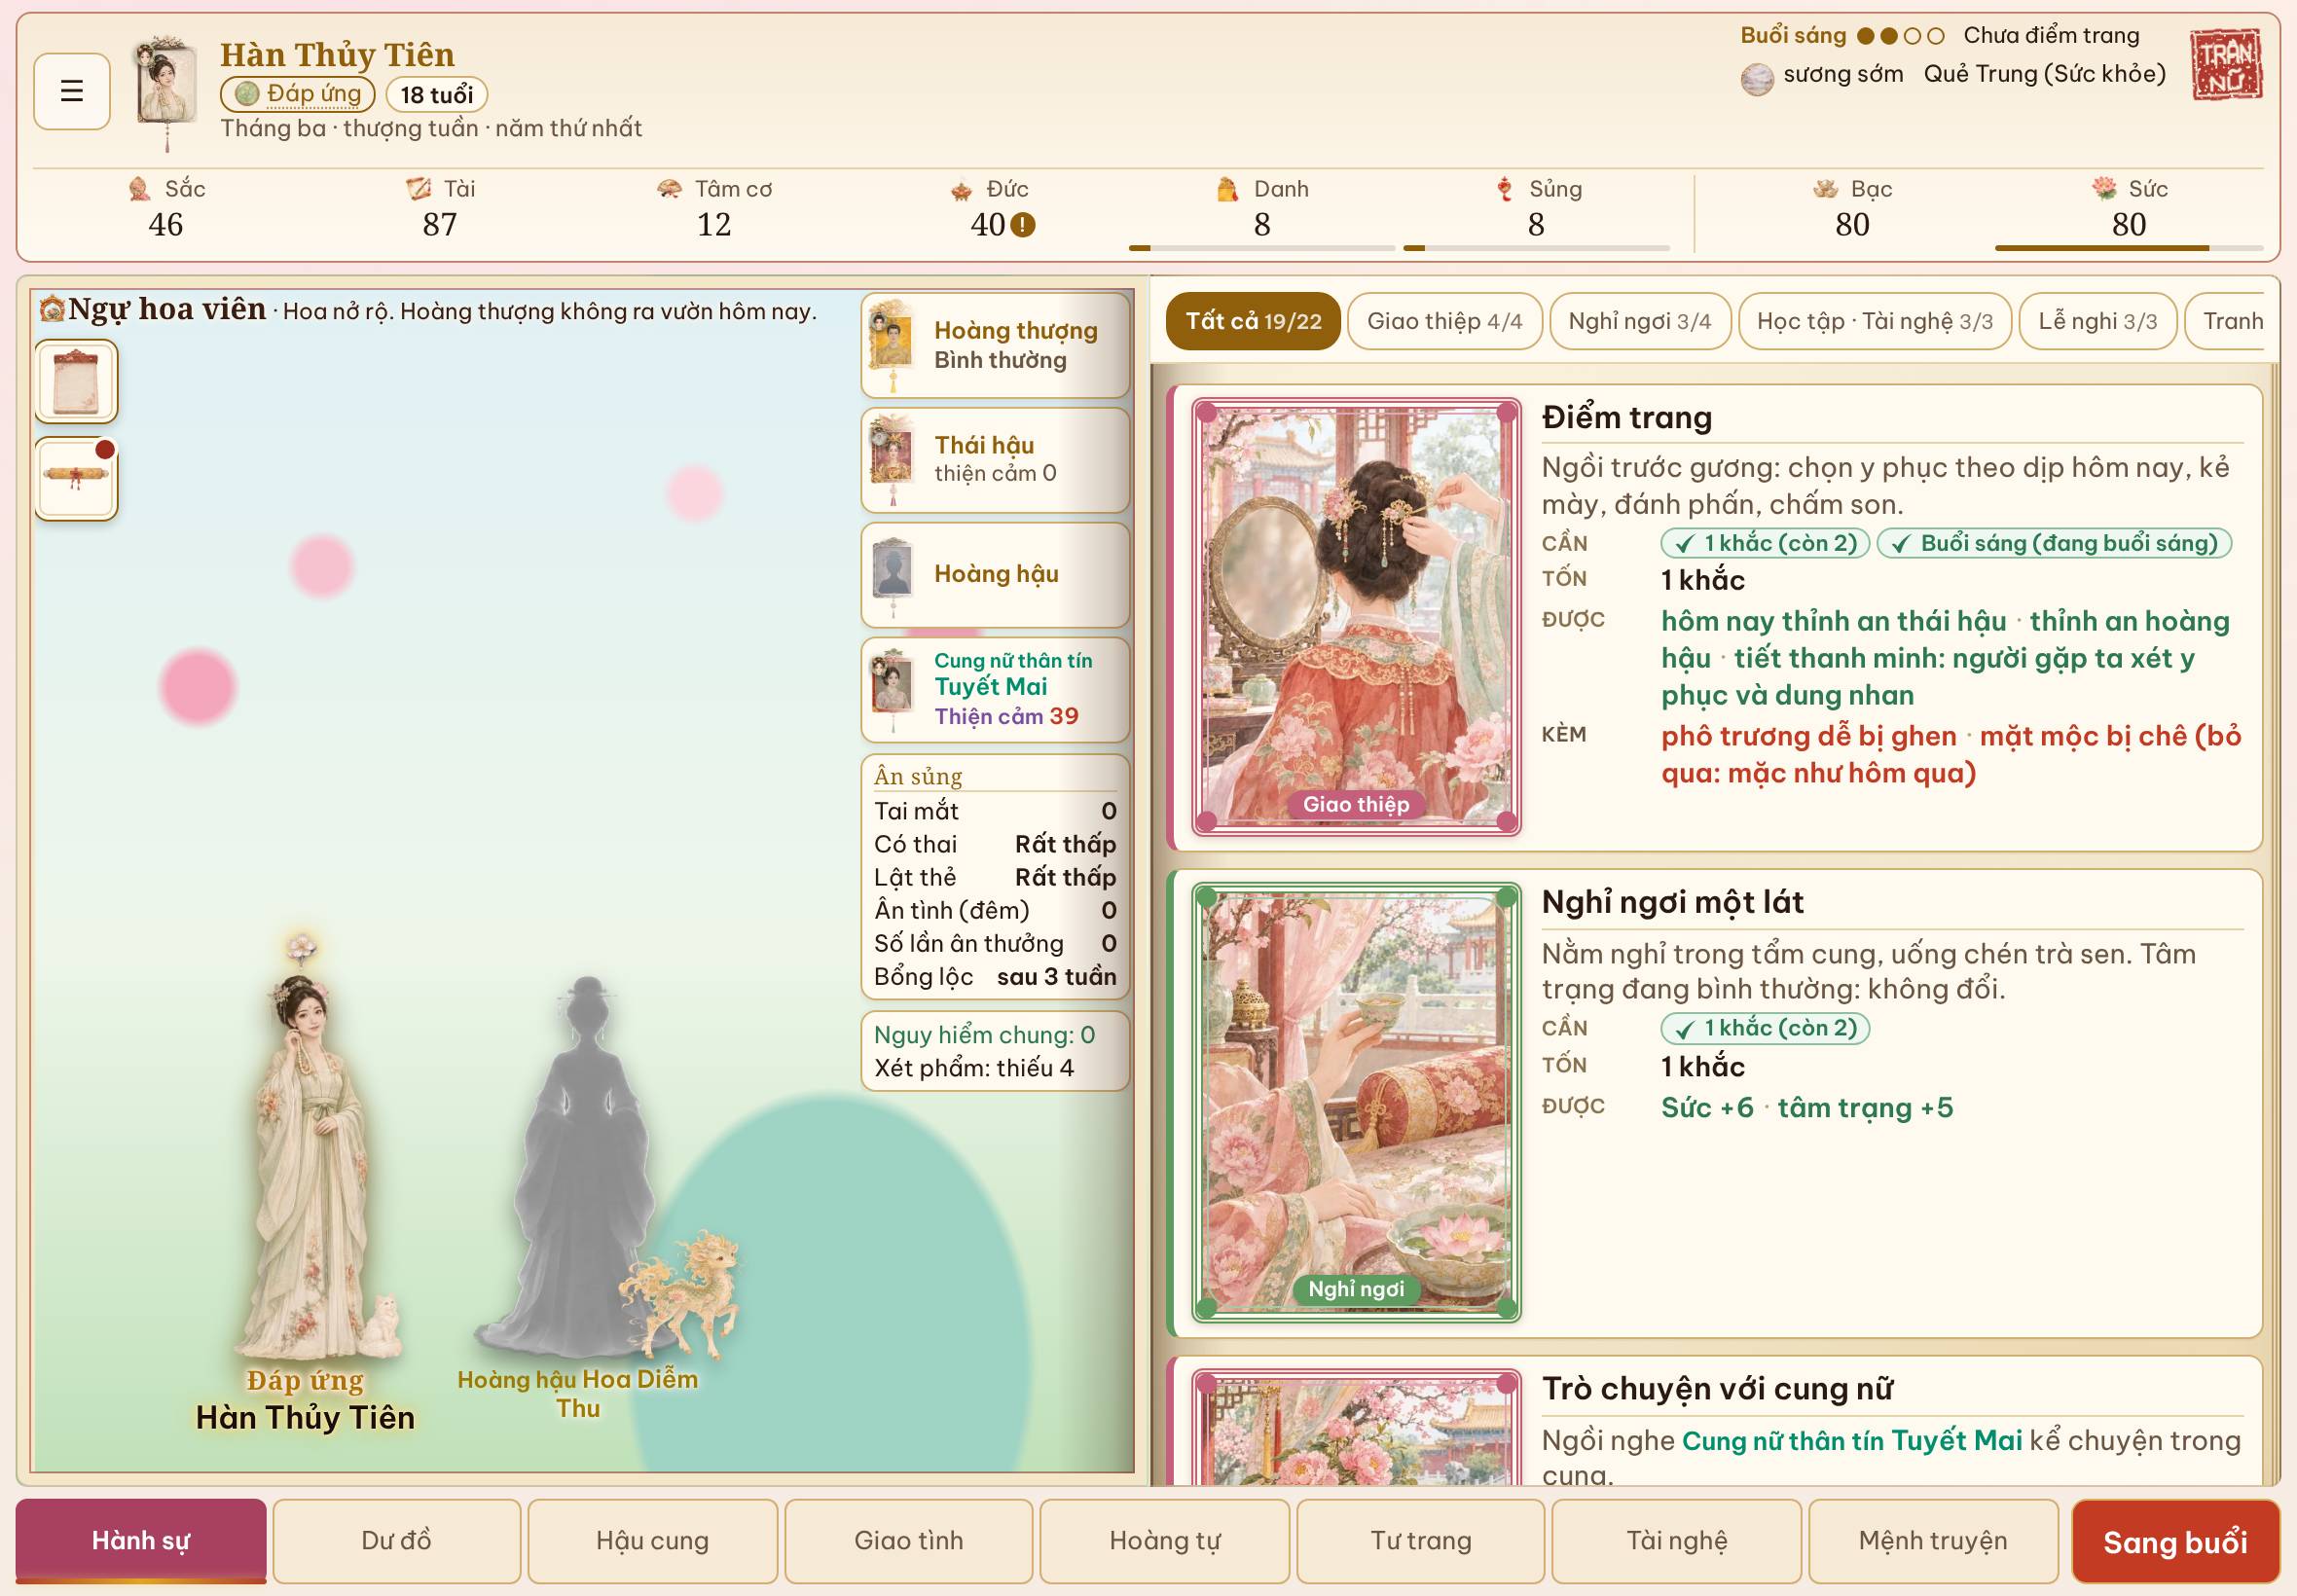 Hàn Thủy Tiên
Đáp ứng
18 tuổi
Tháng ba · thượng tuần · năm thứ nhất
Buổi sáng
Chưa điểm trang
sương sớm
Quẻ Trung (Sức khỏe)
TRÂN
NỮ
Sắc
46
Tài
87
Tâm cơ
12
Đức
40
!
Danh
8
Sủng
8
Bạc
80
Sức
80
Ngự hoa viên · Hoa nở rộ. Hoàng thượng không ra vườn hôm nay.
Hoàng thượng
Bình thường
Thái hậu
thiện cảm 0
Hoàng hậu
Cung nữ thân tín
Tuyết Mai
Thiện cảm 39
Ân sủng
Tai mắt 0
Có thai Rất thấp
Lật thẻ Rất thấp
Ân tình (đêm) 0
Số lần ân thưởng 0
Bổng lộc sau 3 tuần
Nguy hiểm chung: 0
Xét phẩm: thiếu 4
Đáp ứng
Hàn Thủy Tiên
Hoàng hậu Hoa Diễm
Thu
Tất cả 19/22
Giao thiệp 4/4
Nghỉ ngơi 3/4
Học tập · Tài nghệ 3/3
Lễ nghi 3/3
Tranh
Giao thiệp
Điểm trang
Ngồi trước gương: chọn y phục theo dịp hôm nay, kẻ
mày, đánh phấn, chấm son.
CẦN ✓ 1 khắc (còn 2) ✓ Buổi sáng (đang buổi sáng)
TỐN 1 khắc
ĐƯỢC hôm nay thỉnh an thái hậu · thỉnh an hoàng
hậu · tiết thanh minh: người gặp ta xét y
phục và dung nhan
KÈM phô trương dễ bị ghen · mặt mộc bị chê (bỏ
qua: mặc như hôm qua)
Nghỉ ngơi
Nghỉ ngơi một lát
Nằm nghỉ trong tẩm cung, uống chén trà sen. Tâm
trạng đang bình thường: không đổi.
CẦN ✓ 1 khắc (còn 2)
TỐN 1 khắc
ĐƯỢC Sức +6 · tâm trạng +5
Trò chuyện với cung nữ
Ngồi nghe Cung nữ thân tín Tuyết Mai kể chuyện trong
cung.
Hành sự
Dư đồ
Hậu cung
Giao tình
Hoàng tự
Tư trang
Tài nghệ
Mệnh truyện
Sang buổi